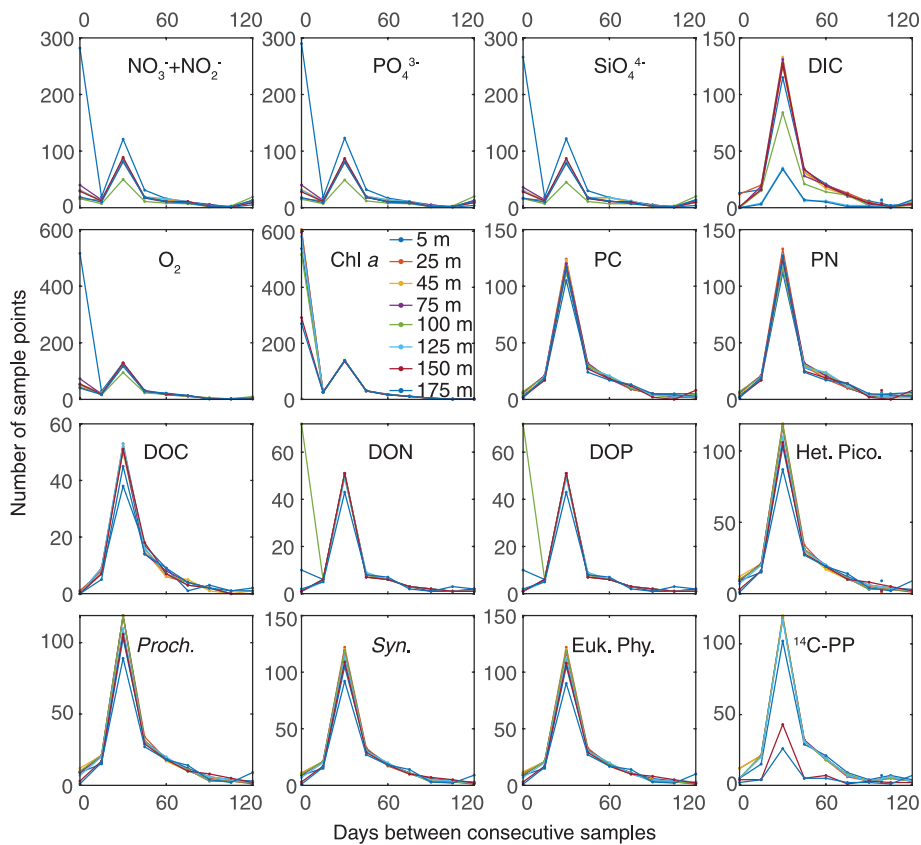 0 60 120 0 60 120 0 60 120 0 60 120
300 300 300 150
NO₃⁻+NO₂⁻ PO₄³⁻ SiO₄⁴⁻ DIC
200 200 200 100
100 100 100 50
0 0 0 0
600 600 150 150
O₂ Chl a PC PN
5 m
25 m
400 400 100 100
45 m
75 m
200 200 50 50
100 m
125 m
150 m
0 0 0 0
175 m
60 60 60 100
DOC DON DOP Het. Pico.
40 40 40
20 20 20 50
0 0 0 0
100 150 150 100
Proch. Syn. Euk. Phy. ¹⁴C-PP
100 100
50 50 50 50
0 0 0 0
0 60 120 0 60 120 0 60 120 0 60 120
Number of sample points
Days between consecutive samples